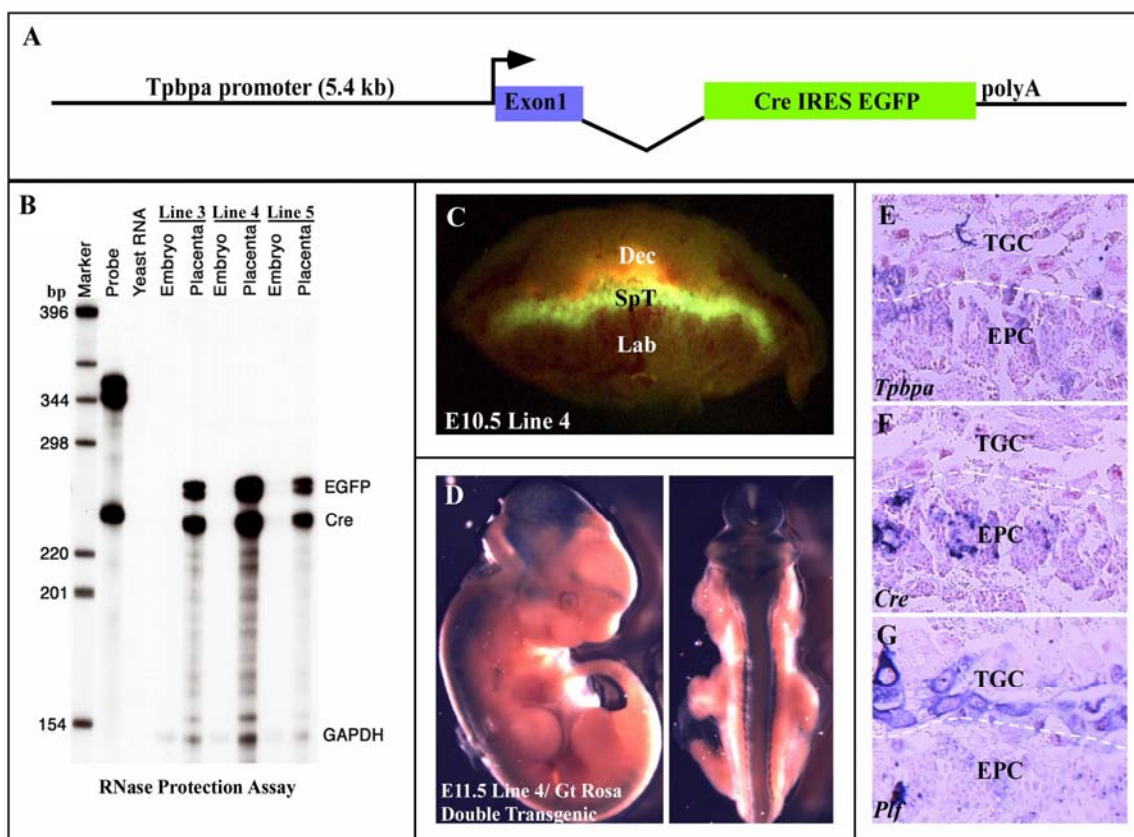 A
Tpbpa promoter (5.4 kb)
Exon1
Cre IRES EGFP
polyA
B
Line 3 Line 4 Line 5
bp
Marker
Probe
Yeast RNA
Embryo
Placenta
Embryo
Placenta
Embryo
Placenta
396
344
298
220
201
154
EGFP
Cre
GAPDH
RNase Protection Assay
C
Dec
SpT
Lab
E10.5 Line 4
D
E11.5 Line 4/ Gt Rosa
Double Transgenic
E
TGC
EPC
Tpbpa
F
TGC
EPC
Cre
G
TGC
EPC
Plf